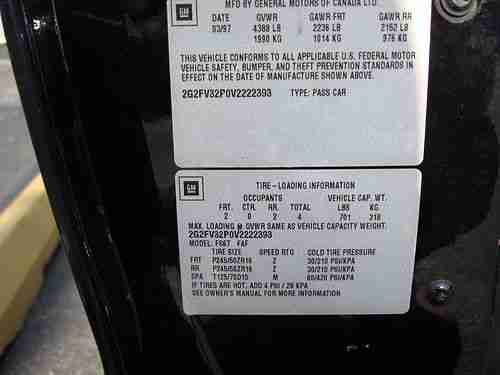 GM
MFD BY GENERAL MOTORS OF CANADA LTD.
DATE GVWR GAWR FRT GAWR RR
03/97 4388 LB 2236 LB 2152 LB
1990 KG 1014 KG 976 KG
THIS VEHICLE CONFORMS TO ALL APPLICABLE U.S. FEDERAL MOTOR
VEHICLE SAFETY, BUMPER, AND THEFT PREVENTION STANDARDS IN
EFFECT ON THE DATE OF MANUFACTURE SHOWN ABOVE.
2G2FV32P0V2222393 TYPE: PASS CAR
GM
TIRE-LOADING INFORMATION
OCCUPANTS VEHICLE CAP. WT.
FRT. CTR. RR. TOTAL LBS KG
2 0 2 4 701 318
MAX. LOADING @ GVWR SAME AS VEHICLE CAPACITY WEIGHT.
2G2FV32P0V2222393
MODEL: FS87 FAF
TIRE SIZE SPEED RTG COLD TIRE PRESSURE
FRT P245/50ZR16 Z 30/210 PSI/KPA
RR P245/50ZR16 Z 30/210 PSI/KPA
SPA T125/70D15 M 60/420 PSI/KPA
IF TIRES ARE HOT, ADD 4 PSI / 28 KPA
SEE OWNER'S MANUAL FOR MORE INFORMATION